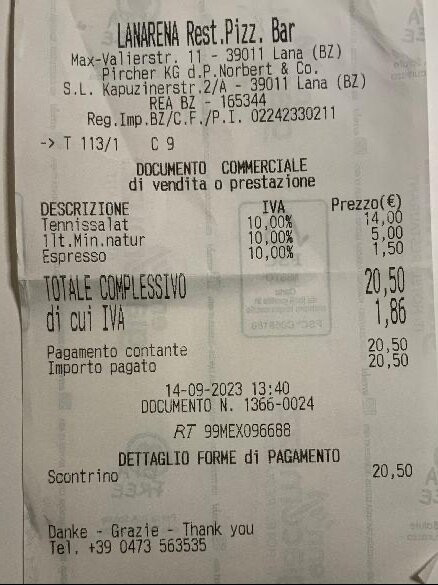 LANARENA Rest.Pizz. Bar
Max-Valierstr. 11 - 39011 Lana (BZ)
Pircher KG d.P.Norbert & Co.
S.L. Kapuzinerstr.2/A - 39011 Lana (BZ)
REA BZ - 165344
Reg.Imp.BZ/C.F./P.I. 02242330211
-> T 113/1 C 9
DOCUMENTO COMMERCIALE
di vendita o prestazione
DESCRIZIONE IVA Prezzo(€)
Tennissalat 10,00% 14,00
1lt.Min.natur 10,00% 5,00
Espresso 10,00% 1,50
TOTALE COMPLESSIVO 20,50
di cui IVA 1,86
Pagamento contante 20,50
Importo pagato 20,50
14-09-2023 13:40
DOCUMENTO N. 1366-0024
RT 99MEX096688
DETTAGLIO FORME di PAGAMENTO
Scontrino 20,50
Danke - Grazie - Thank you
Tel. +39 0473 563535